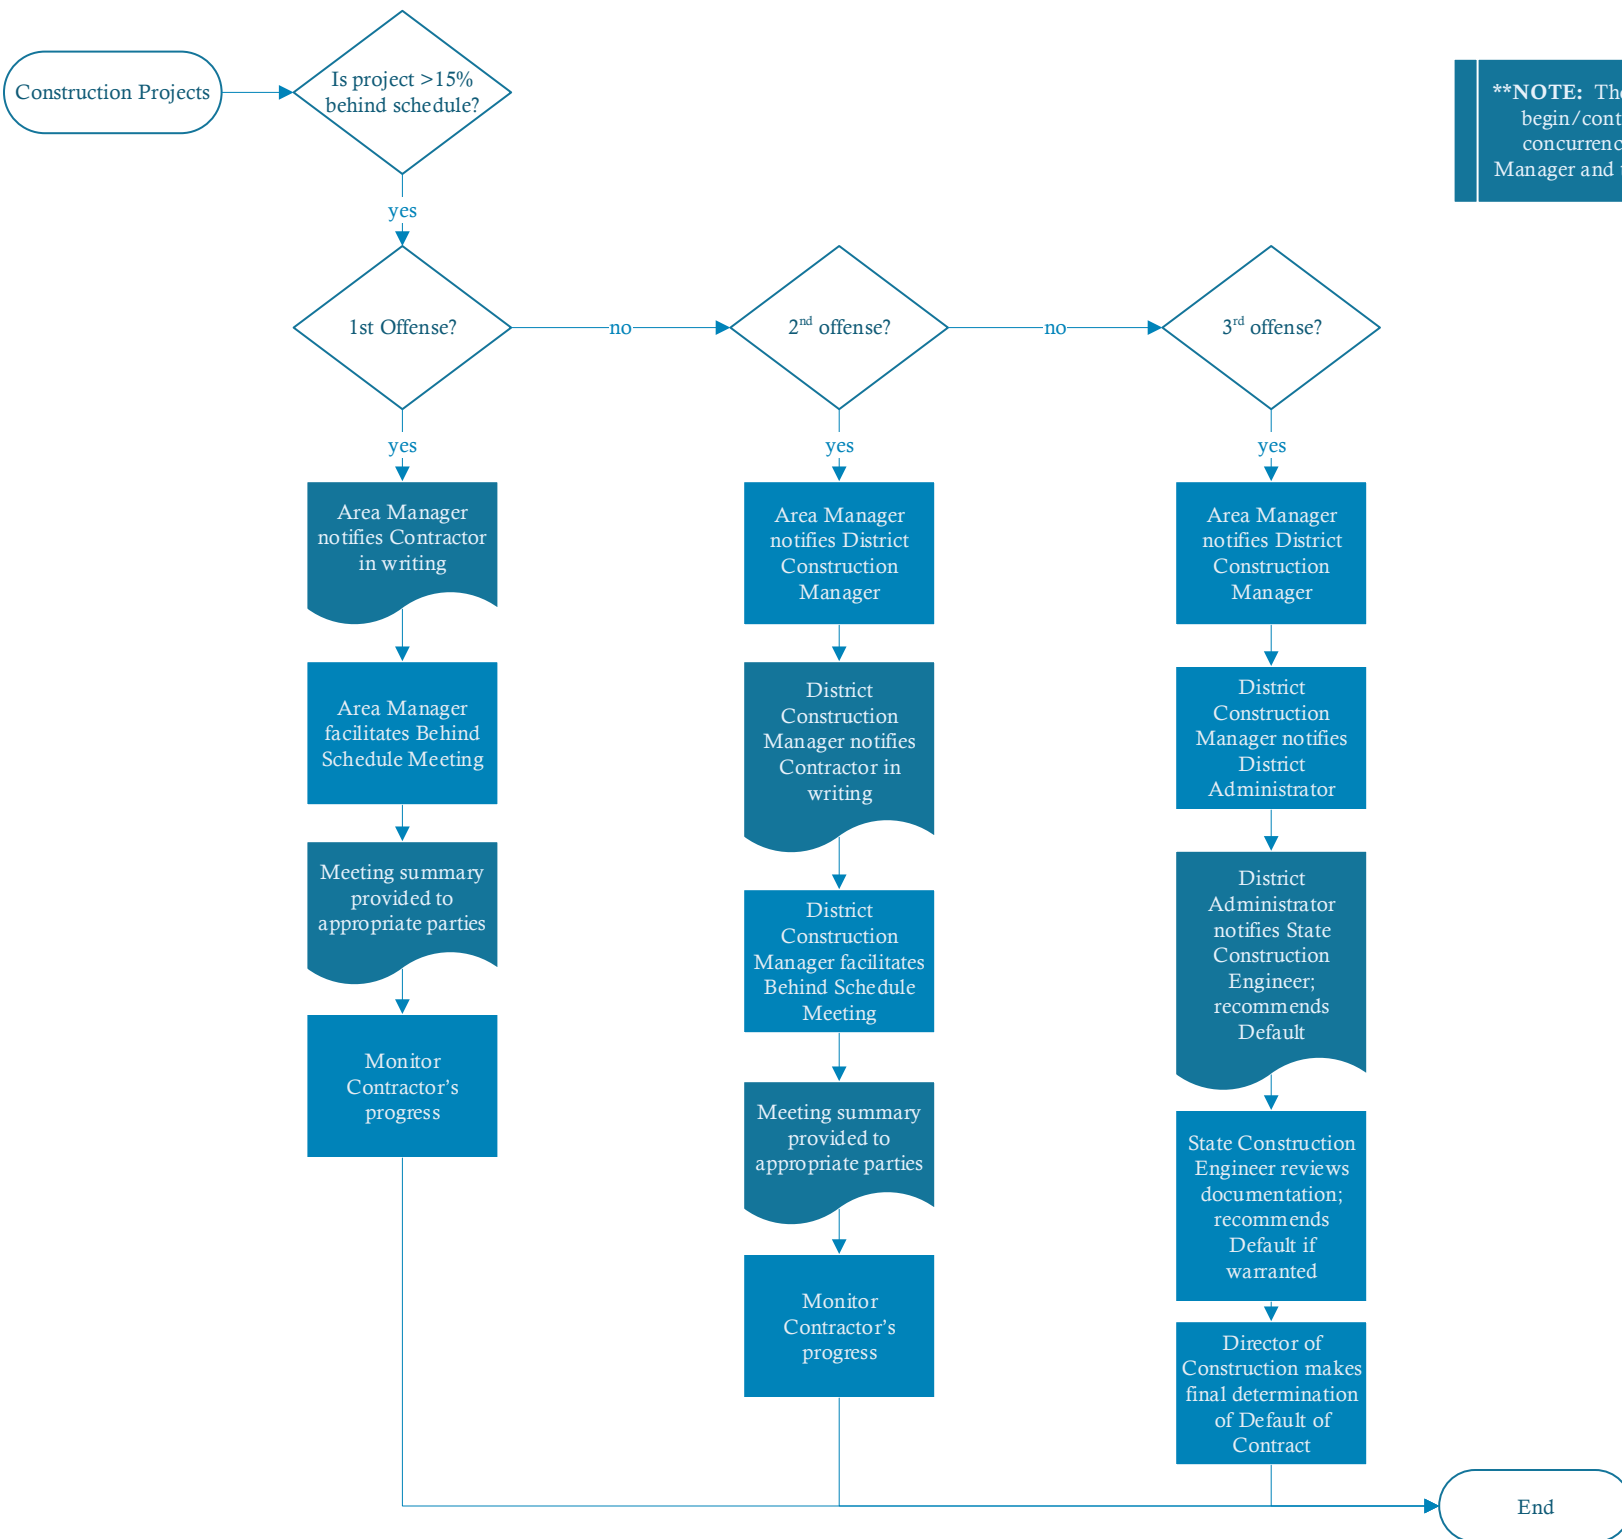 Construction Projects
Is project >15%
behind schedule?
**NOTE:
begin/cont
concurrenc
Manager and
yes
1st Offense?
no
2nd offense?
no
3rd offense?
yes
yes
yes
Area Manager
notifies Contractor
in writing
Area Manager
facilitates Behind
Schedule Meeting
Meeting summary
provided to
appropriate parties
Monitor
Contractor’s
progress
Area Manager
notifies District
Construction
Manager
District
Construction
Manager notifies
Contractor in
writing
District
Construction
Manager facilitates
Behind Schedule
Meeting
Meeting summary
provided to
appropriate parties
Monitor
Contractor’s
progress
Area Manager
notifies District
Construction
Manager
District
Construction
Manager notifies
District
Administrator
District
Administrator
notifies State
Construction
Engineer;
recommends
Default
State Construction
Engineer reviews
documentation;
recommends
Default if
warranted
Director of
Construction makes
final determination
of Default of
Contract
End